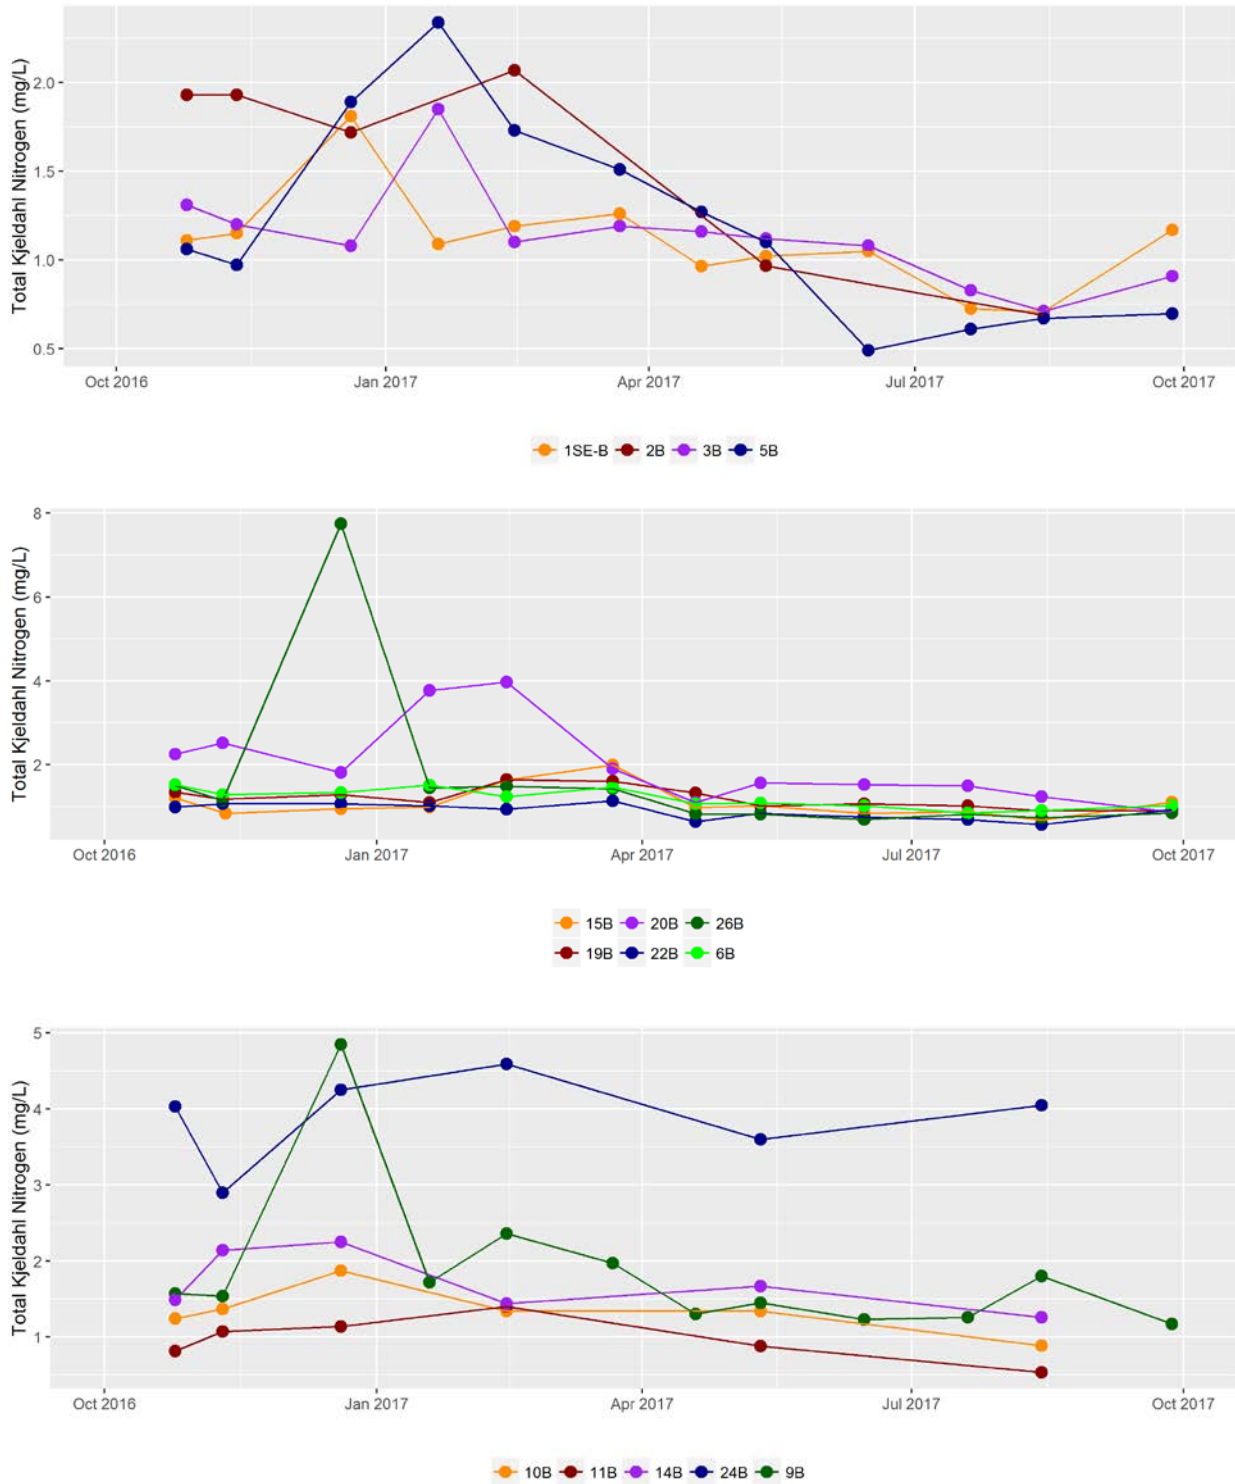 Total Kjeldahl Nitrogen (mg/L)
2.0
1.5
1.0
0.5
Oct 2016 Jan 2017 Apr 2017 Jul 2017 Oct 2017
1SE-B 2B 3B 5B
Total Kjeldahl Nitrogen (mg/L)
8
6
4
2
Oct 2016 Jan 2017 Apr 2017 Jul 2017 Oct 2017
15B 20B 26B
19B 22B 6B
Total Kjeldahl Nitrogen (mg/L)
5
4
3
2
1
Oct 2016 Jan 2017 Apr 2017 Jul 2017 Oct 2017
10B 11B 14B 24B 9B